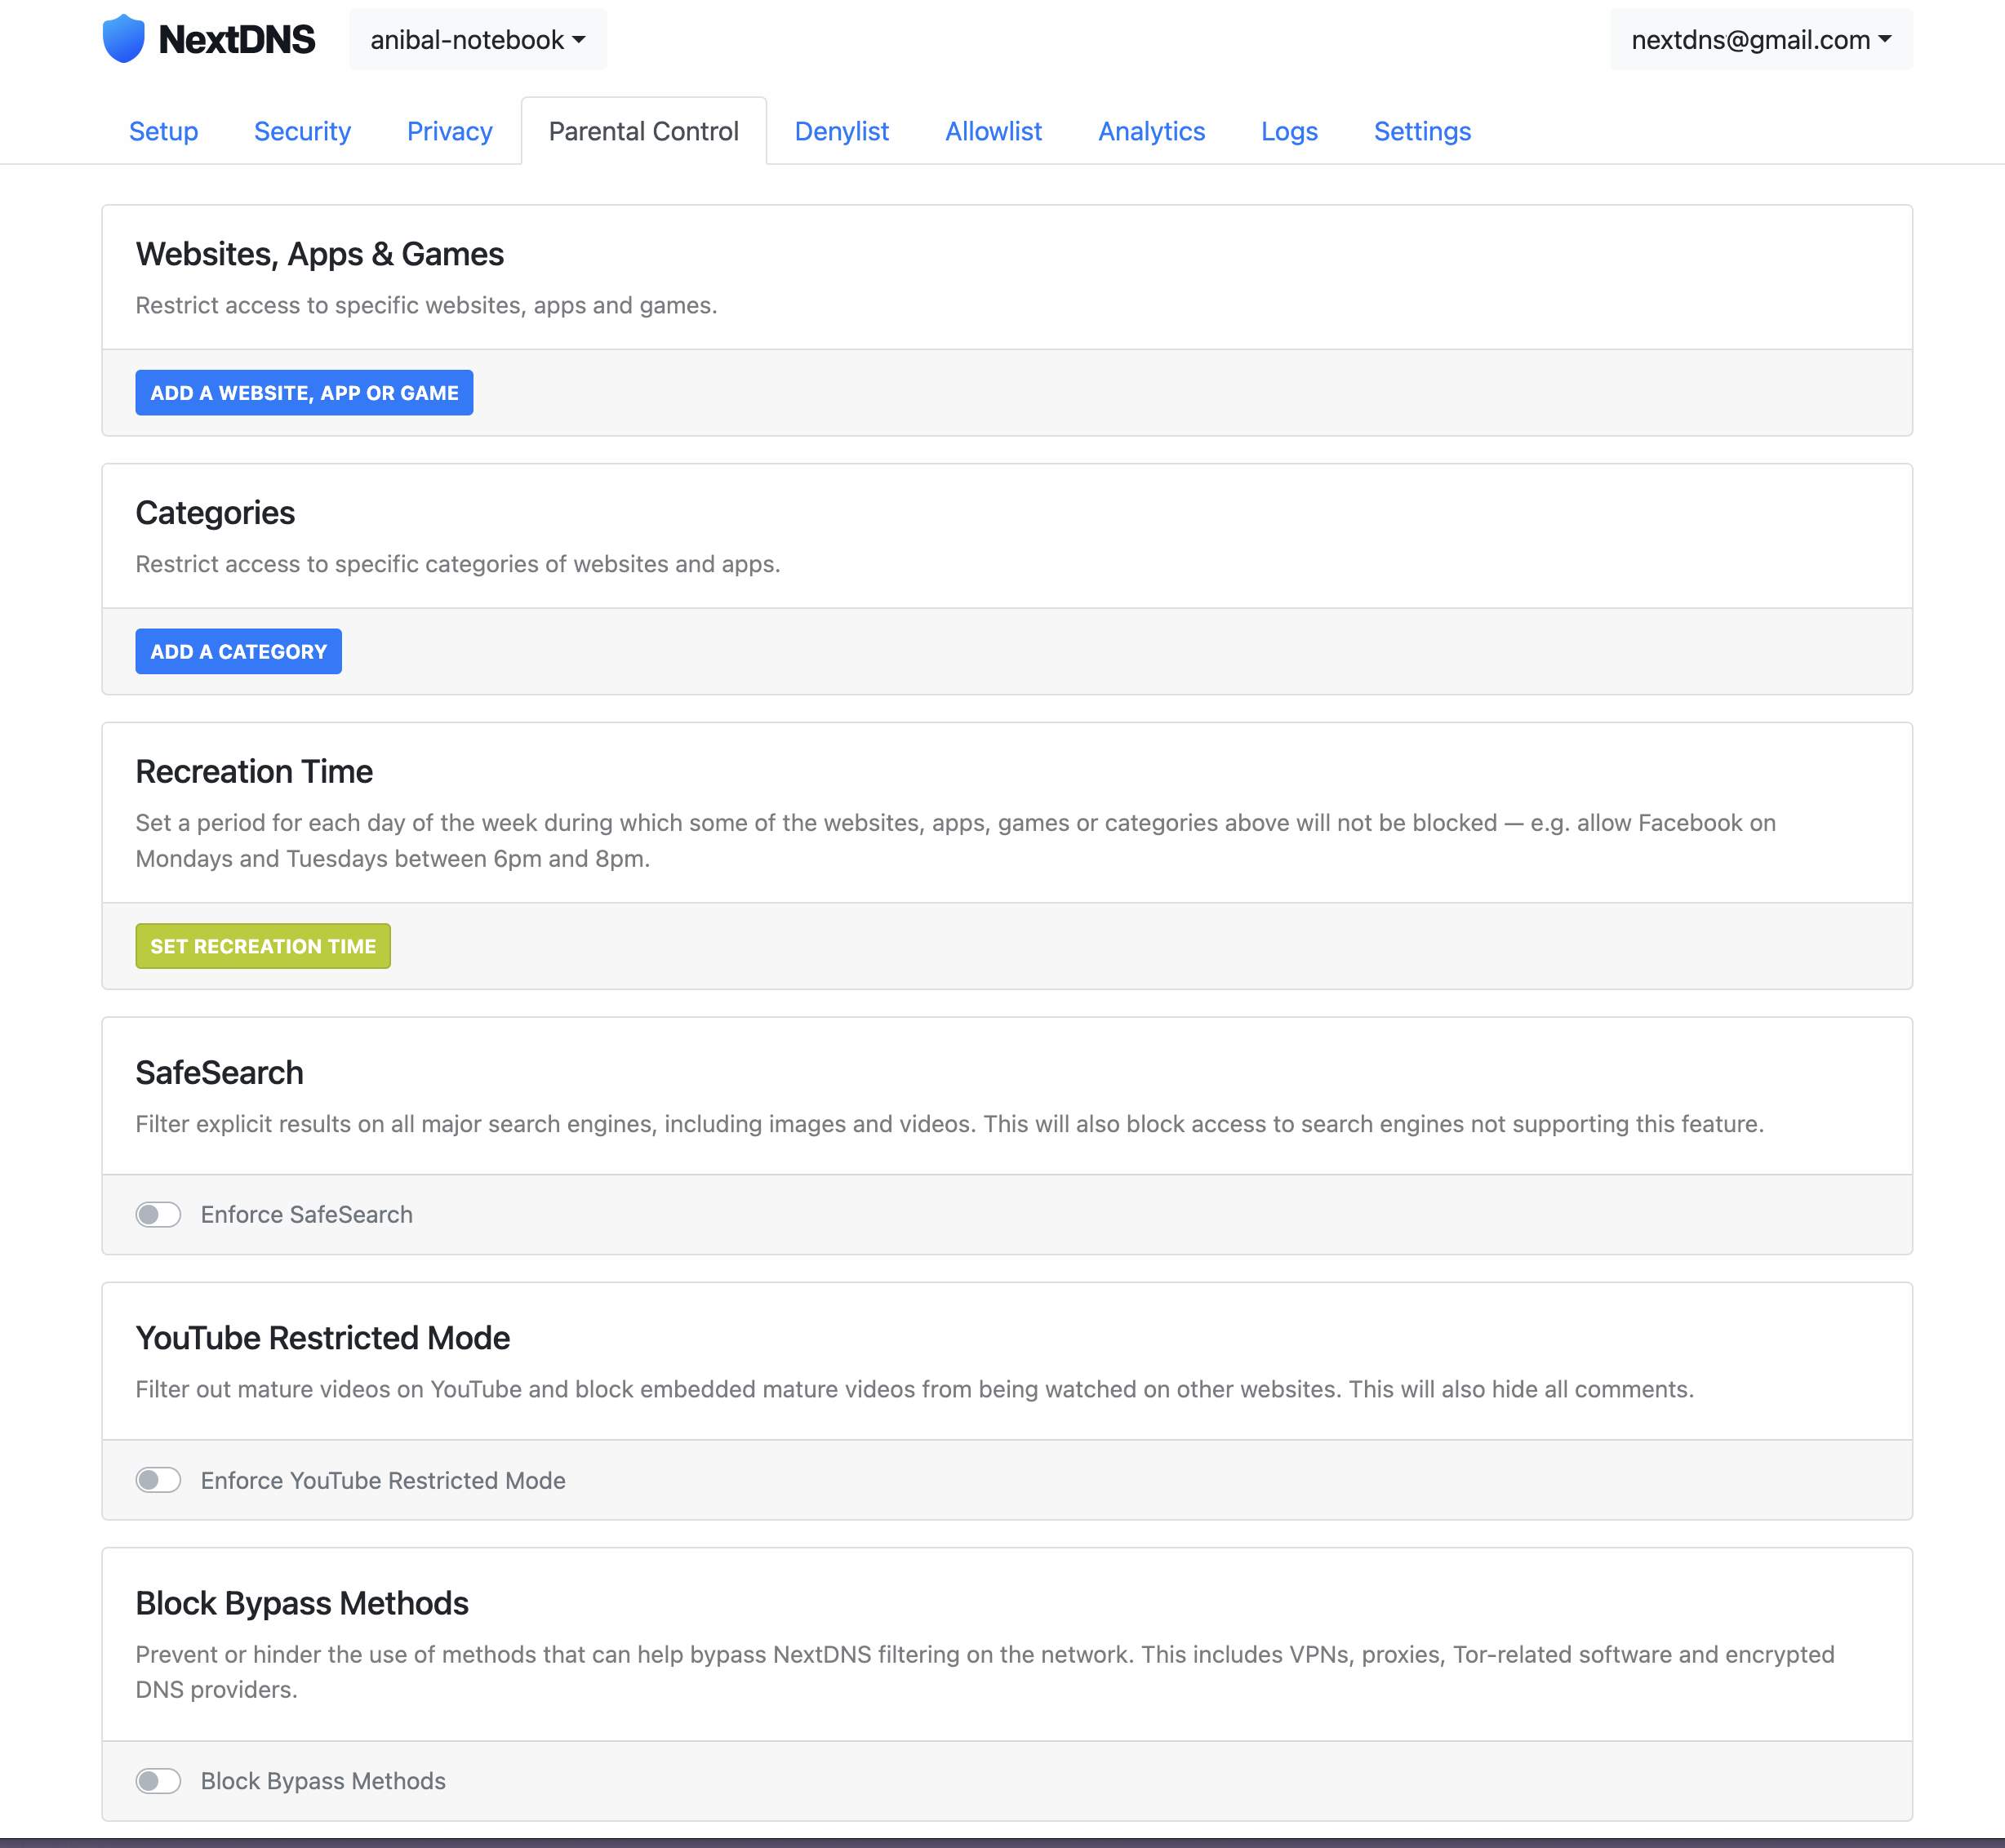 NextDNS
anibal-notebook
nextdns@gmail.com
Setup
Security
Privacy
Parental Control
Denylist
Allowlist
Analytics
Logs
Settings
Websites, Apps & Games
Restrict access to specific websites, apps and games.
ADD A WEBSITE, APP OR GAME
Categories
Restrict access to specific categories of websites and apps.
ADD A CATEGORY
Recreation Time
Set a period for each day of the week during which some of the websites, apps, games or categories above will not be blocked — e.g. allow Facebook on
Mondays and Tuesdays between 6pm and 8pm.
SET RECREATION TIME
SafeSearch
Filter explicit results on all major search engines, including images and videos. This will also block access to search engines not supporting this feature.
Enforce SafeSearch
YouTube Restricted Mode
Filter out mature videos on YouTube and block embedded mature videos from being watched on other websites. This will also hide all comments.
Enforce YouTube Restricted Mode
Block Bypass Methods
Prevent or hinder the use of methods that can help bypass NextDNS filtering on the network. This includes VPNs, proxies, Tor-related software and encrypted
DNS providers.
Block Bypass Methods